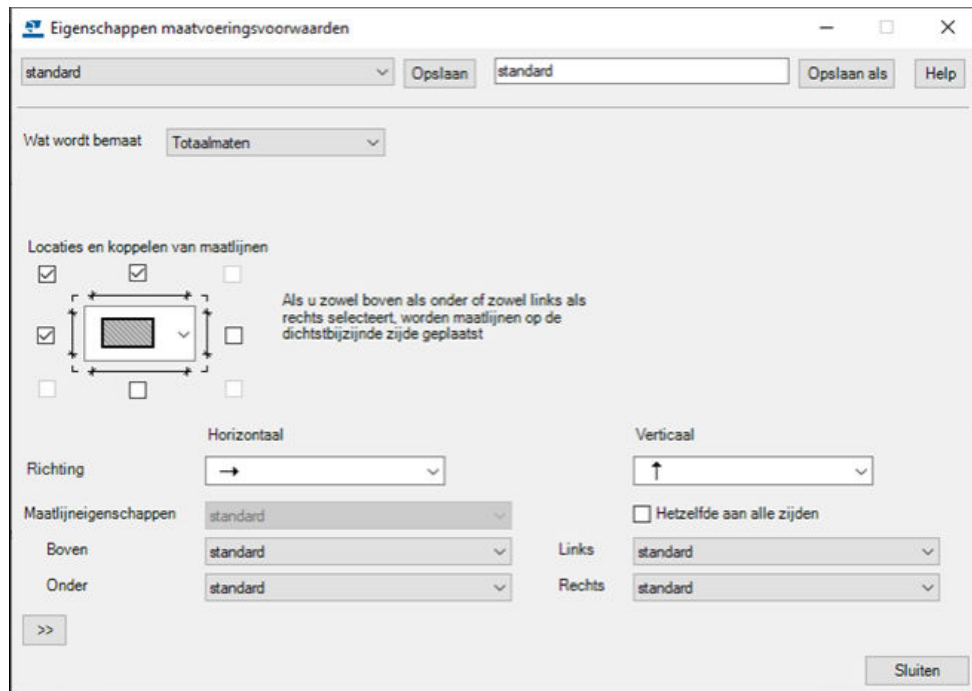 Eigenschappen maatvoeringsvoorwaarden
standard Opslaan standard Opslaan als Help
Wat wordt bemaat Totaalmaten
Locaties en koppelen van maatlijnen
Als u zowel boven als onder of zowel links als
rechts selecteert, worden maatlijnen op de
dichtstbijzijnde zijde geplaatst
Horizontaal Verticaal
Richting
Maatlijneigenschappen standard Hetzelfde aan alle zijden
Boven standard Links standard
Onder standard Rechts standard
>>
Sluiten